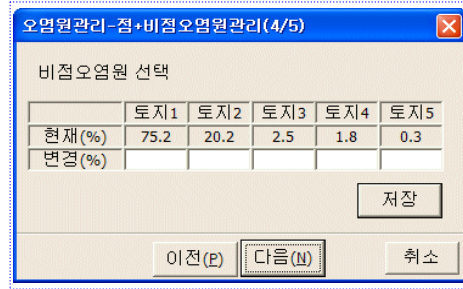 오염원관리-점+비점오염원관리(4/5)
비점오염원 선택
토지1 토지2 토지3 토지4 토지5
현재(%) 75.2 20.2 2.5 1.8 0.3
변경(%)
저장
이전(P) 다음(N) 취소